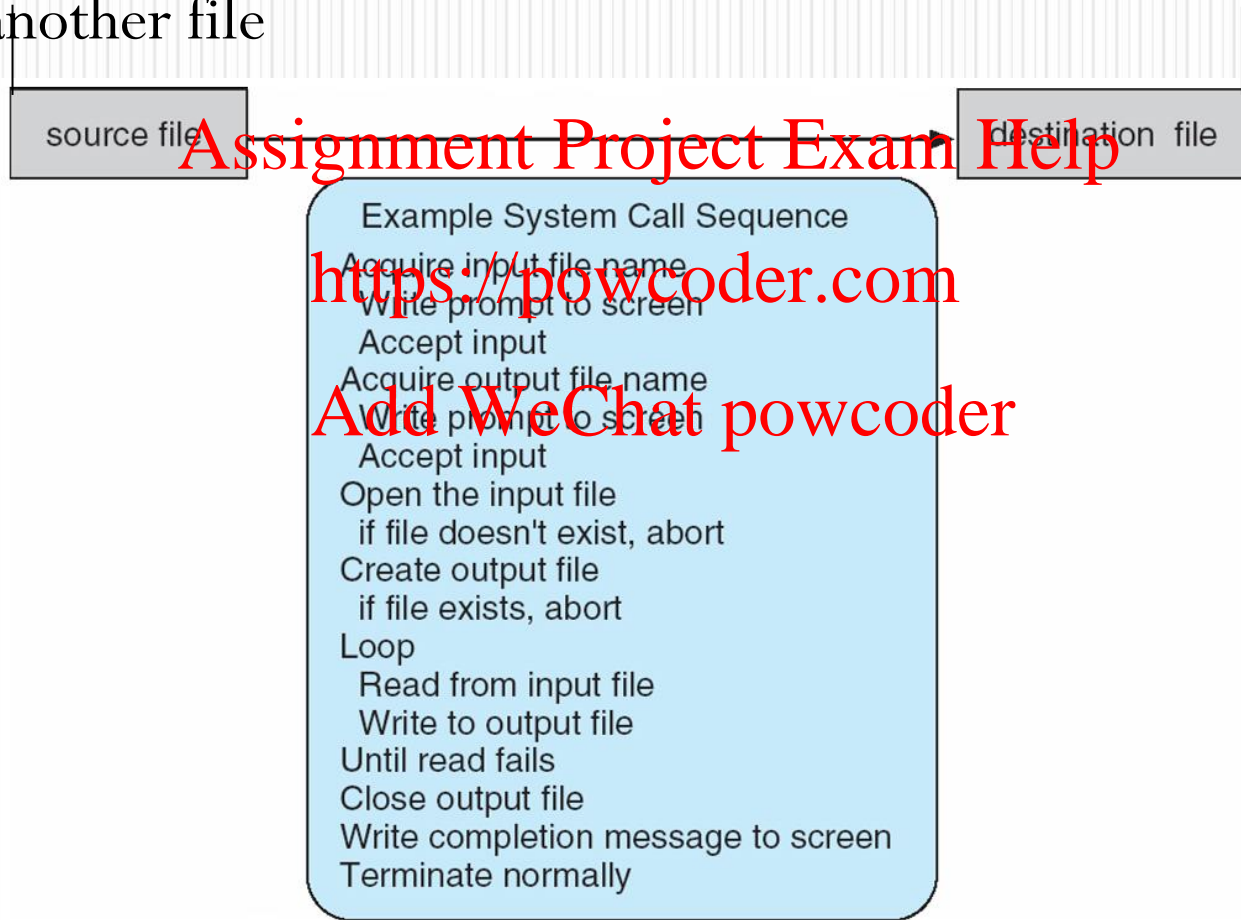 another file
source file
destination file
Assignment Project Exam Help
Example System Call Sequence
Acquire input file name
https://powcoder.com
Write prompt to screen
Accept input
Acquire output file name
Add WeChat powcoder
Write prompt to screen
Accept input
Open the input file
if file doesn't exist, abort
Create output file
if file exists, abort
Loop
Read from input file
Write to output file
Until read fails
Close output file
Write completion message to screen
Terminate normally